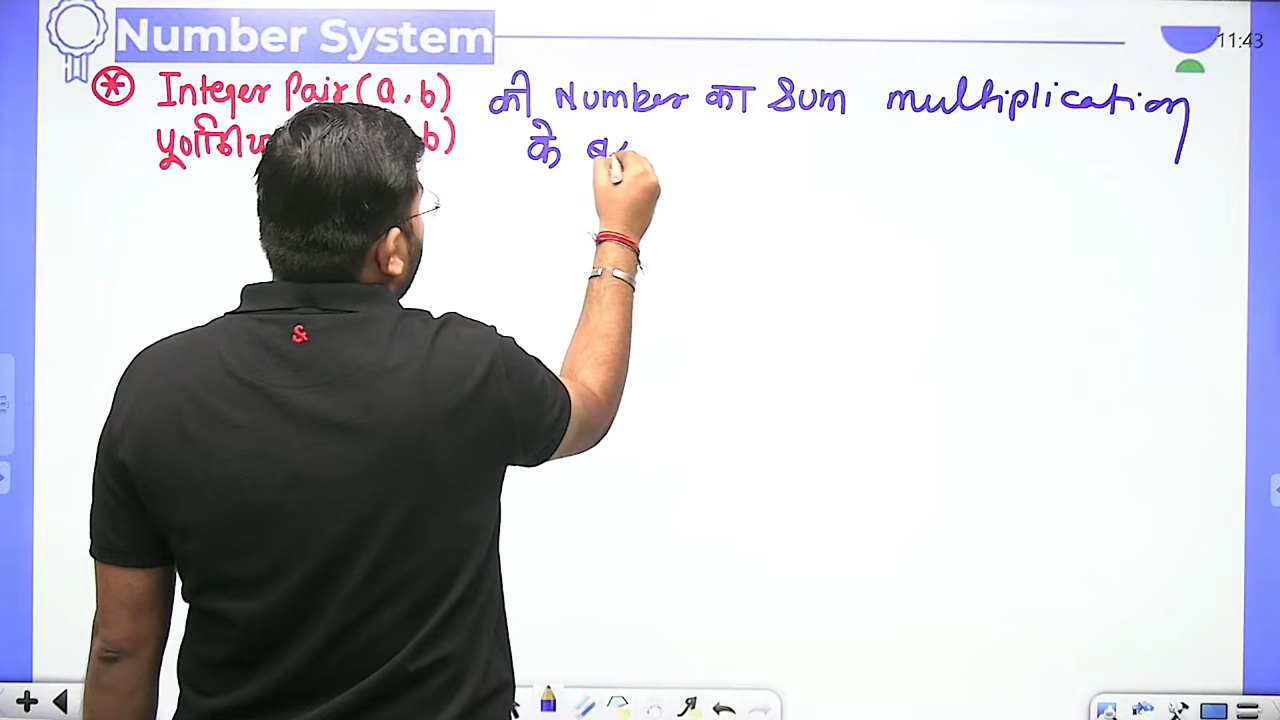 Number System
11:43
* Integer Pair (a, b) की Number का Sum multiplication
b) के